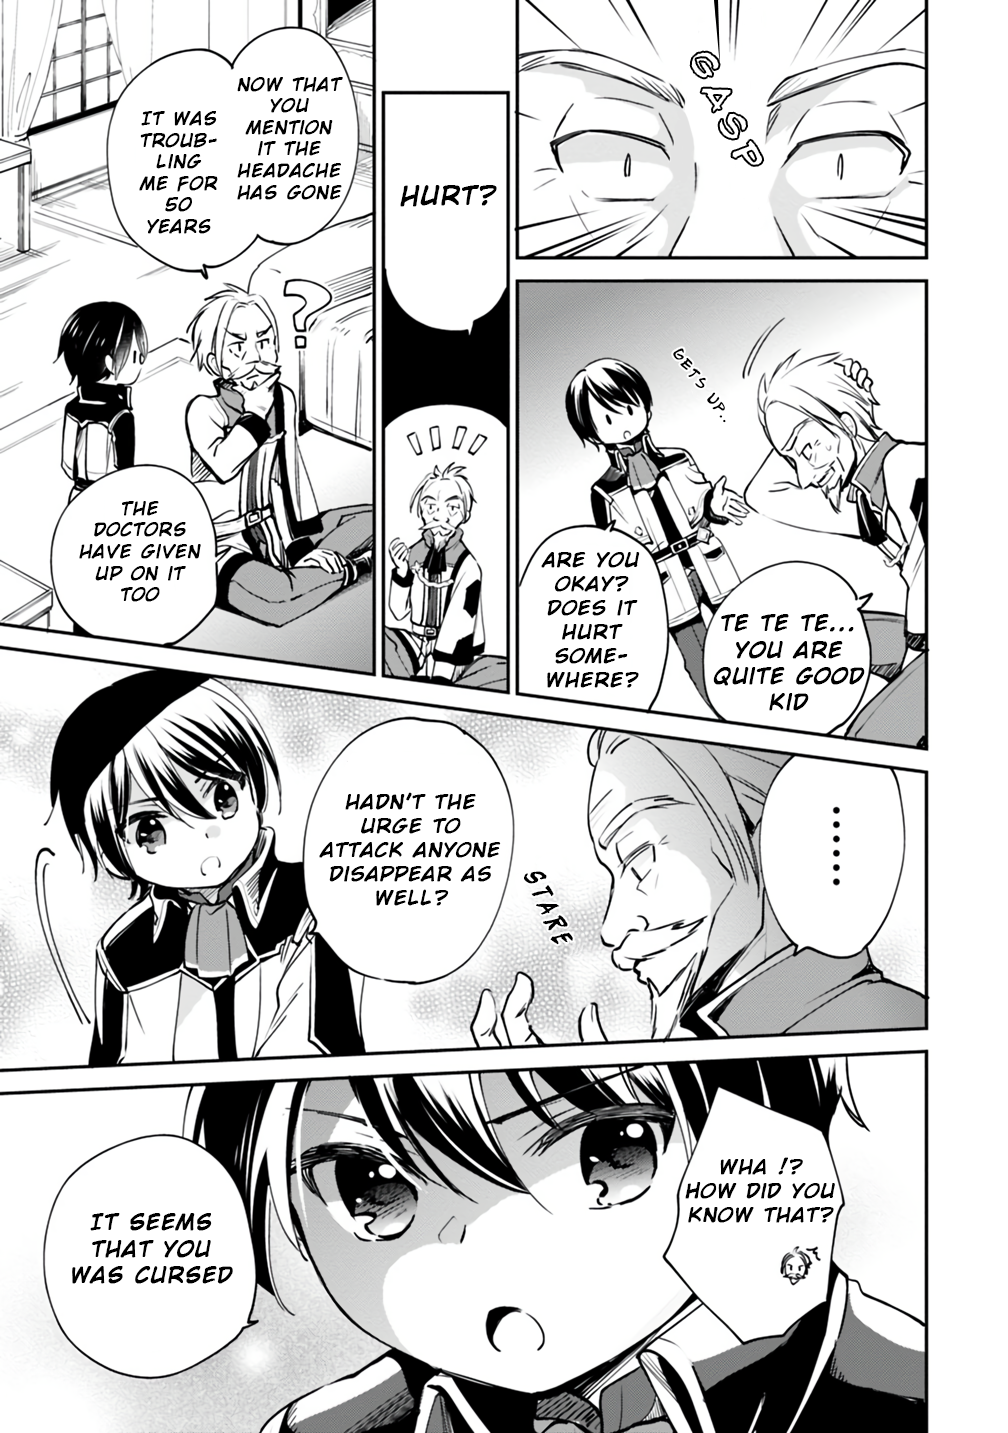 GASP
GETS UP..
ARE YOU
OKAY?
DOES IT
HURT
SOME-
WHERE?
TE TE TE...
YOU ARE
QUITE GOOD
KID
HURT?
NOW THAT
YOU
MENTION
IT THE
HEADACHE
HAS GONE
IT WAS
TROUB-
LING
ME FOR
50
YEARS
?
THE
DOCTORS
HAVE GIVEN
UP ON IT
TOO
......
STARE
HADN'T THE
URGE TO
ATTACK ANYONE
DISAPPEAR AS
WELL?
WHA !?
HOW DID YOU
KNOW THAT?
IT SEEMS
THAT YOU
WAS CURSED